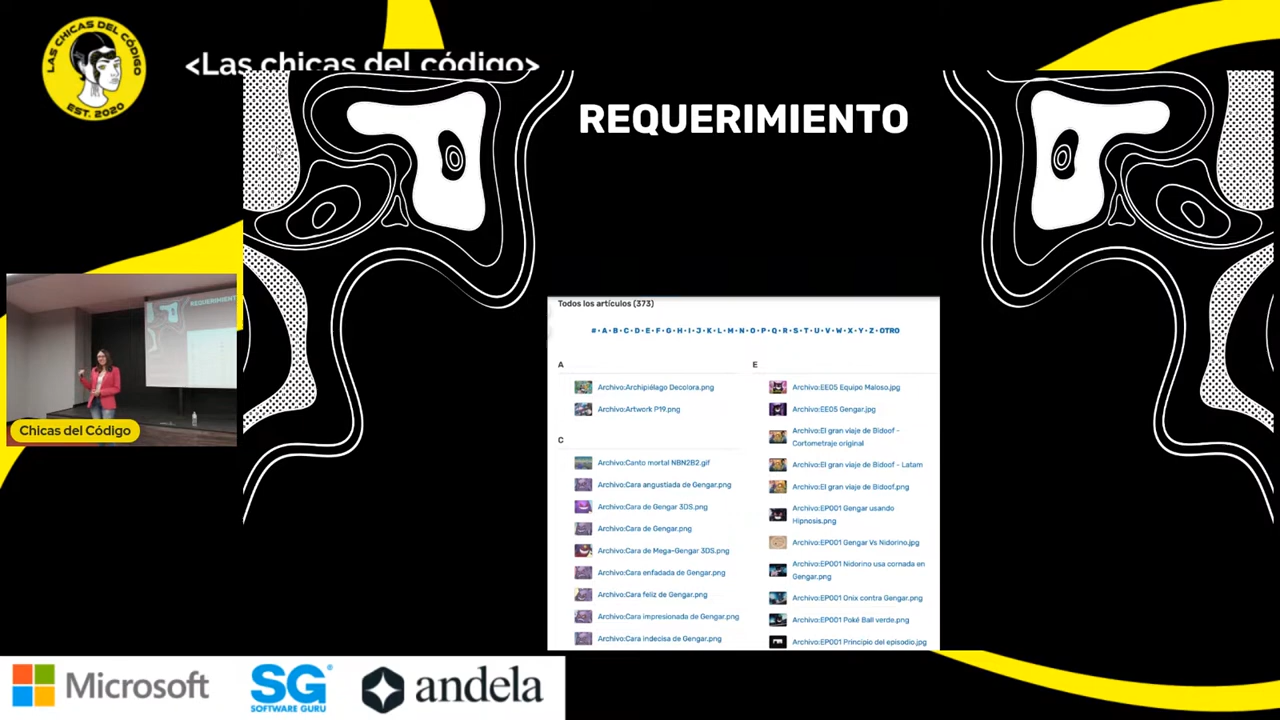 LAS CHICAS DEL CÓDIGO
EST. 2020
<Las chicas del código>
REQUERIMIENTO
REQUERIMIENTO
Chicas del Código
Todos los artículos (373)
# • A • B • C • D • E • F • G • H • I • J • K • L • M • N • O • P • Q • R • S • T • U • V • W • X • Y • Z • OTRO
A
Archivo:Archipiélago Decolora.png
Archivo:Artwork P19.png
C
Archivo:Canto mortal NBN2B2.gif
Archivo:Cara angustiada de Gengar.png
Archivo:Cara de Gengar 3DS.png
Archivo:Cara de Gengar.png
Archivo:Cara de Mega-Gengar 3DS.png
Archivo:Cara enfadada de Gengar.png
Archivo:Cara feliz de Gengar.png
Archivo:Cara impresionada de Gengar.png
Archivo:Cara indecisa de Gengar.png
E
Archivo:EE05 Equipo Maloso.jpg
Archivo:EE05 Gengar.jpg
Archivo:El gran viaje de Bidoof -
Cortometraje original
Archivo:El gran viaje de Bidoof - Latam
Archivo:El gran viaje de Bidoof.png
Archivo:EP001 Gengar usando
Hipnosis.png
Archivo:EP001 Gengar Vs Nidorino.jpg
Archivo:EP001 Nidorino usa cornada en
Gengar.png
Archivo:EP001 Onix contra Gengar.png
Archivo:EP001 Poké Ball verde.png
Archivo:EP001 Principio del episodio.jpg
Microsoft
SG
SOFTWARE
GURU
andela